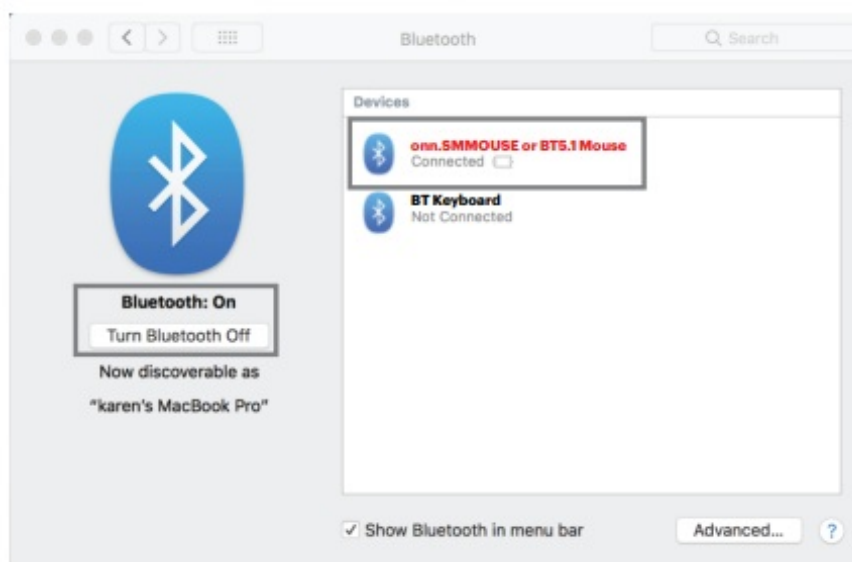 Bluetooth
Search
Devices
onn.SMMOUSE or BT5.1 Mouse
Connected
BT Keyboard
Not Connected
Bluetooth: On
Turn Bluetooth Off
Now discoverable as
“karen's MacBook Pro”
Show Bluetooth in menu bar
Advanced...
?